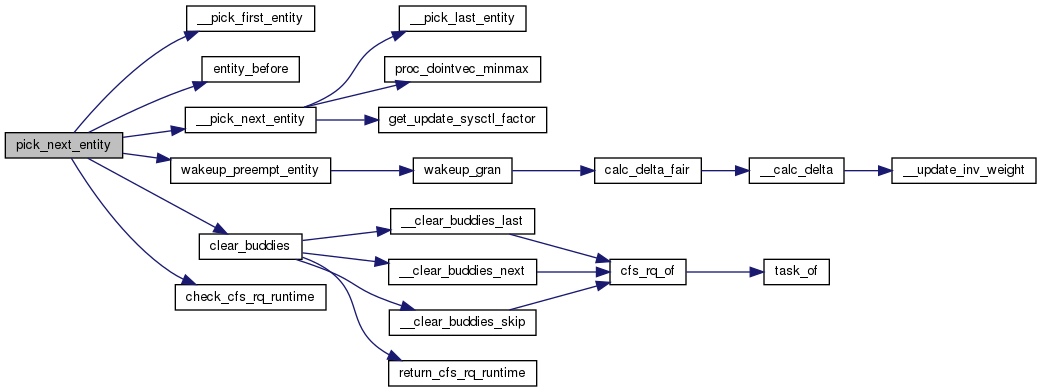 pick_next_entity
__pick_first_entity
entity_before
__pick_next_entity
wakeup_preempt_entity
clear_buddies
check_cfs_rq_runtime
__pick_last_entity
proc_dointvec_minmax
get_update_sysctl_factor
wakeup_gran
calc_delta_fair
__calc_delta
__update_inv_weight
__clear_buddies_last
__clear_buddies_next
__clear_buddies_skip
return_cfs_rq_runtime
cfs_rq_of
task_of